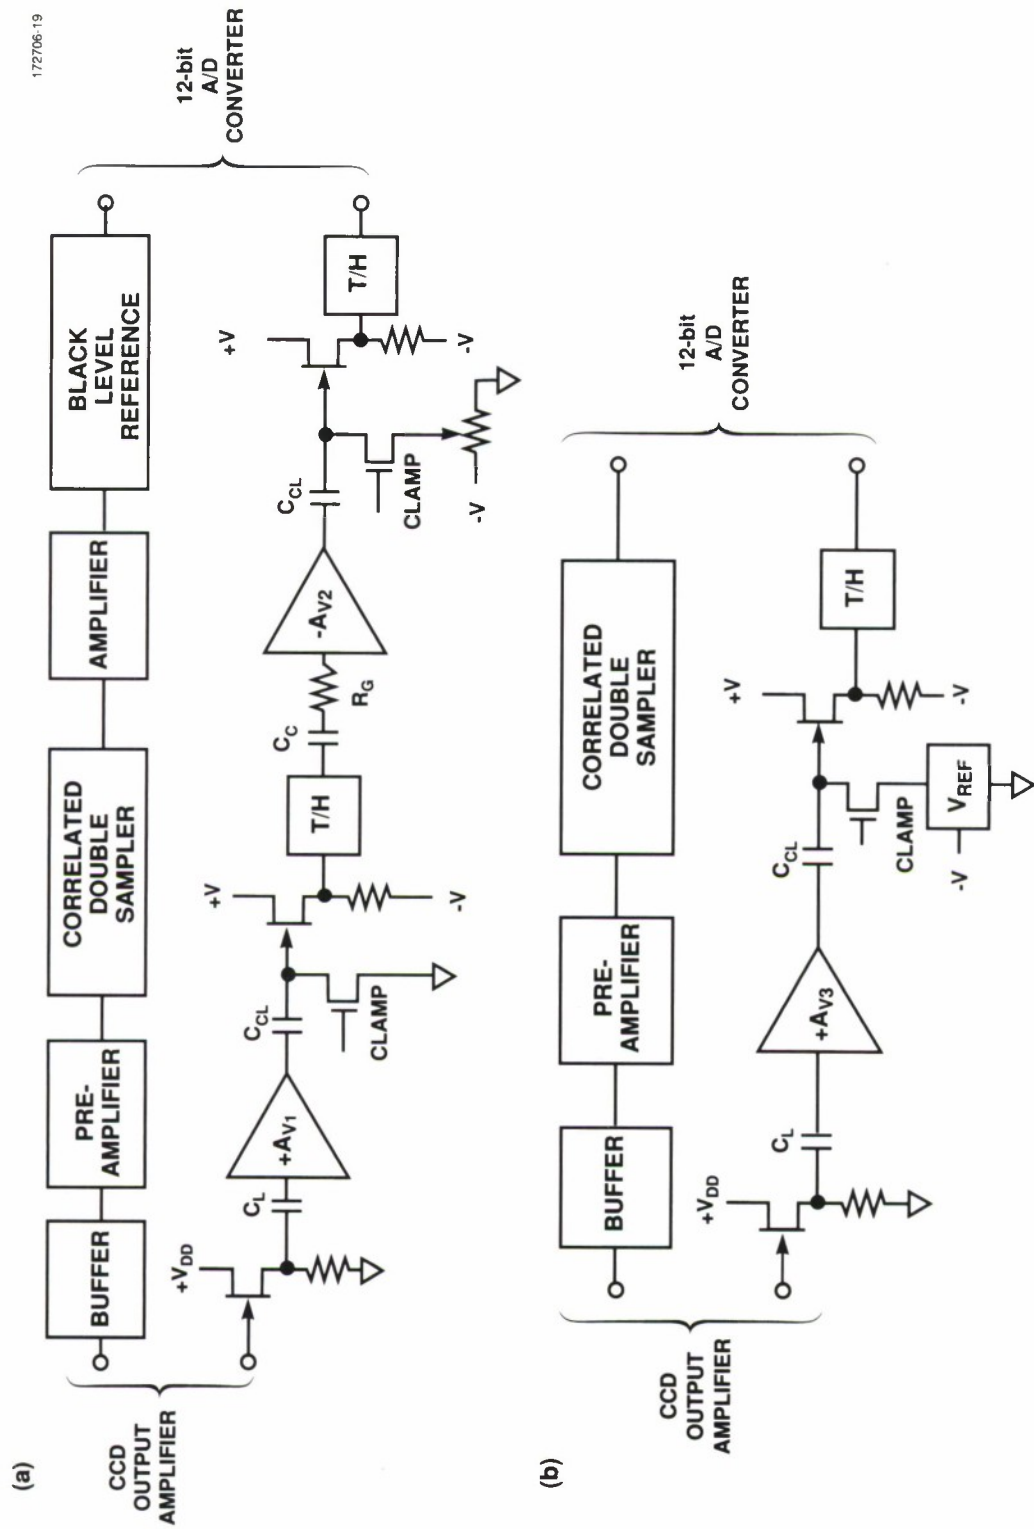 172706-19
(a)
BUFFER
PRE-
AMPLIFIER
CORRELATED
DOUBLE
SAMPLER
AMPLIFIER
BLACK
LEVEL
REFERENCE
CCD
OUTPUT
AMPLIFIER
12-bit
A/D
CONVERTER
+VDD
CL
+AV1
CCL
CLAMP
+V
-V
T/H
CC
RG
-AV2
CCL
CLAMP
-V
+V
-V
T/H
(b)
BUFFER
PRE-
AMPLIFIER
CORRELATED
DOUBLE
SAMPLER
CCD
OUTPUT
AMPLIFIER
12-bit
A/D
CONVERTER
+VDD
CL
+AV3
CCL
CLAMP
-V
VREF
+V
-V
T/H